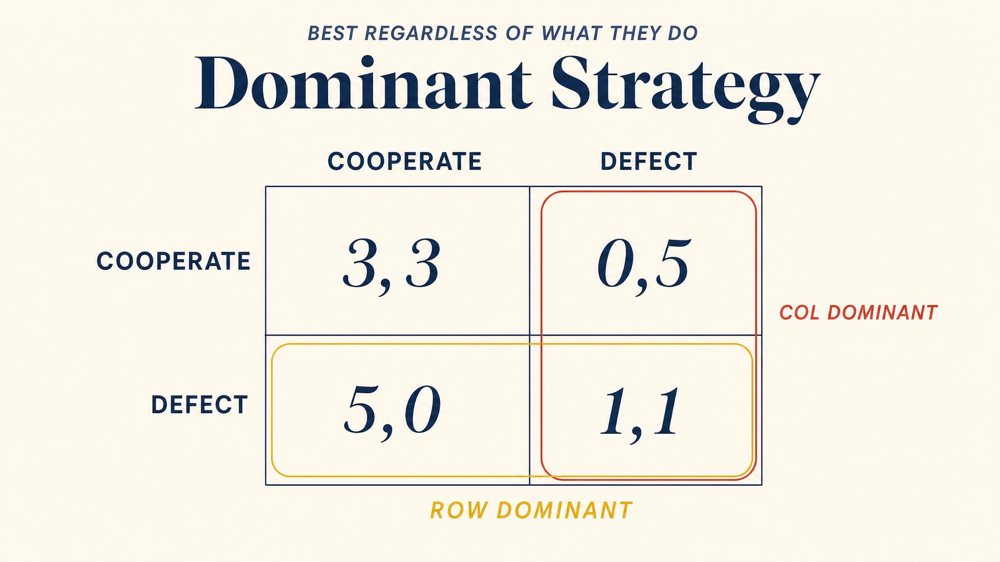 BEST REGARDLESS OF WHAT THEY DO
Dominant Strategy
COOPERATE DEFECT
COOPERATE 3, 3 0, 5
COL DOMINANT
DEFECT 5, 0 1, 1
ROW DOMINANT